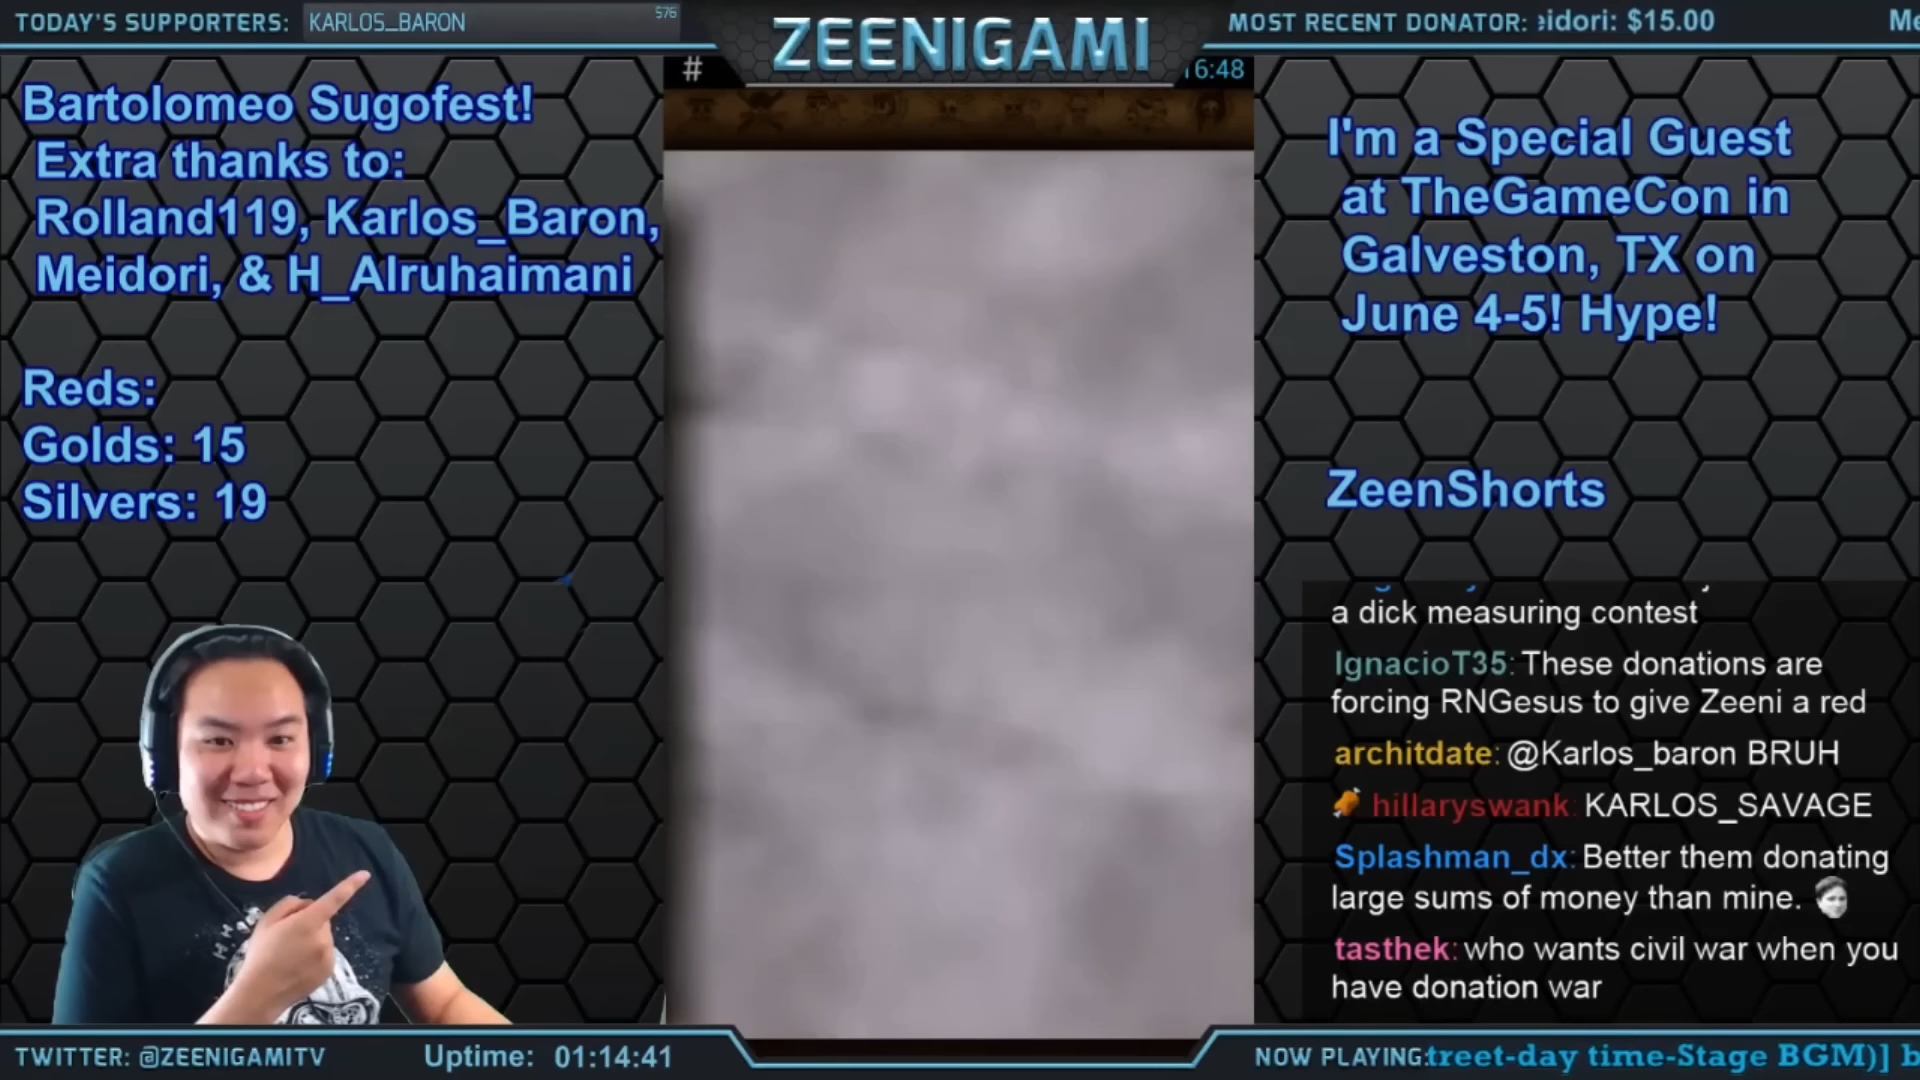 TODAY'S SUPPORTERS: KARLOS_BARON 576
ZEENIGAMI
MOST RECENT DONATOR: eidori: $15.00 Me
# 16:48
Bartolomeo Sugofest!
Extra thanks to:
Rolland119, Karlos_Baron,
Meidori, & H_Alruhaimani
Reds:
Golds: 15
Silvers: 19
I'm a Special Guest
at TheGameCon in
Galveston, TX on
June 4-5! Hype!
ZeenShorts
a dick measuring contest
IgnacioT35: These donations are
forcing RNGesus to give Zeeni a red
architdate: @Karlos_baron BRUH
hillaryswank: KARLOS_SAVAGE
Splashman_dx: Better them donating
large sums of money than mine.
tasthek: who wants civil war when you
have donation war
TWITTER: @ZEENIGAMITV
Uptime: 01:14:41
NOW PLAYING: treet-day time-Stage BGM)] b